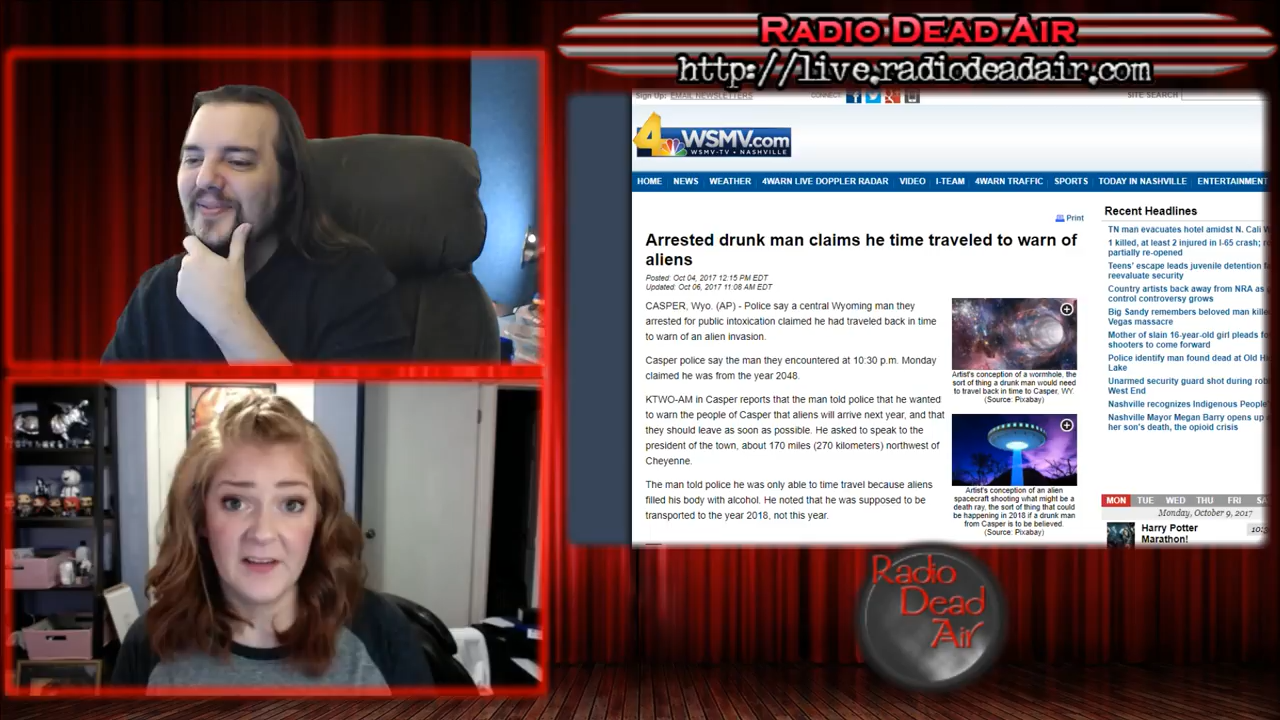 RADIO DEAD AIR
http://live.radiodeadair.com
Sign Up: EMAIL NEWSLETTERS
CONNECT:
SITE SEARCH
4 WSMV.com
WSMV-TV • NASHVILLE
HOME NEWS WEATHER 4WARN LIVE DOPPLER RADAR VIDEO I-TEAM 4WARN TRAFFIC SPORTS TODAY IN NASHVILLE ENTERTAINMENT
Print
Arrested drunk man claims he time traveled to warn of
aliens
Posted: Oct 04, 2017 12:15 PM EDT
Updated: Oct 06, 2017 11:08 AM EDT
CASPER, Wyo. (AP) - Police say a central Wyoming man they
arrested for public intoxication claimed he had traveled back in time
to warn of an alien invasion.
Casper police say the man they encountered at 10:30 p.m. Monday
claimed he was from the year 2048.
KTWO-AM in Casper reports that the man told police that he wanted
to warn the people of Casper that aliens will arrive next year, and that
they should leave as soon as possible. He asked to speak to the
president of the town, about 170 miles (270 kilometers) northwest of
Cheyenne.
The man told police he was only able to time travel because aliens
filled his body with alcohol. He noted that he was supposed to be
transported to the year 2018, not this year.
Artist's conception of a wormhole, the
sort of thing a drunk man would need
to travel back in time to Casper, WY.
(Source: Pixabay)
Artist's conception of an alien
spacecraft shooting what might be a
death ray, the sort of thing that could
be happening in 2018 if a drunk man
from Casper is to be believed.
(Source: Pixabay)
Recent Headlines
TN man evacuates hotel amidst N. Cali
1 killed, at least 2 injured in I-65 crash;
partially re-opened
Teens' escape leads juvenile detention
reevaluate security
Country artists back away from NRA as
control controversy grows
Big Sandy remembers beloved man
Vegas massacre
Mother of slain 16-year-old girl pleads
shooters to come forward
Police identify man found dead at Old
Lake
Unarmed security guard shot during
West End
Nashville recognizes Indigenous
Nashville Mayor Megan Barry opens up
her son's death, the opioid crisis
MON TUE WED THU FRI
Monday, October 9, 2017
Harry Potter
Marathon!
Radio
Dead
Air